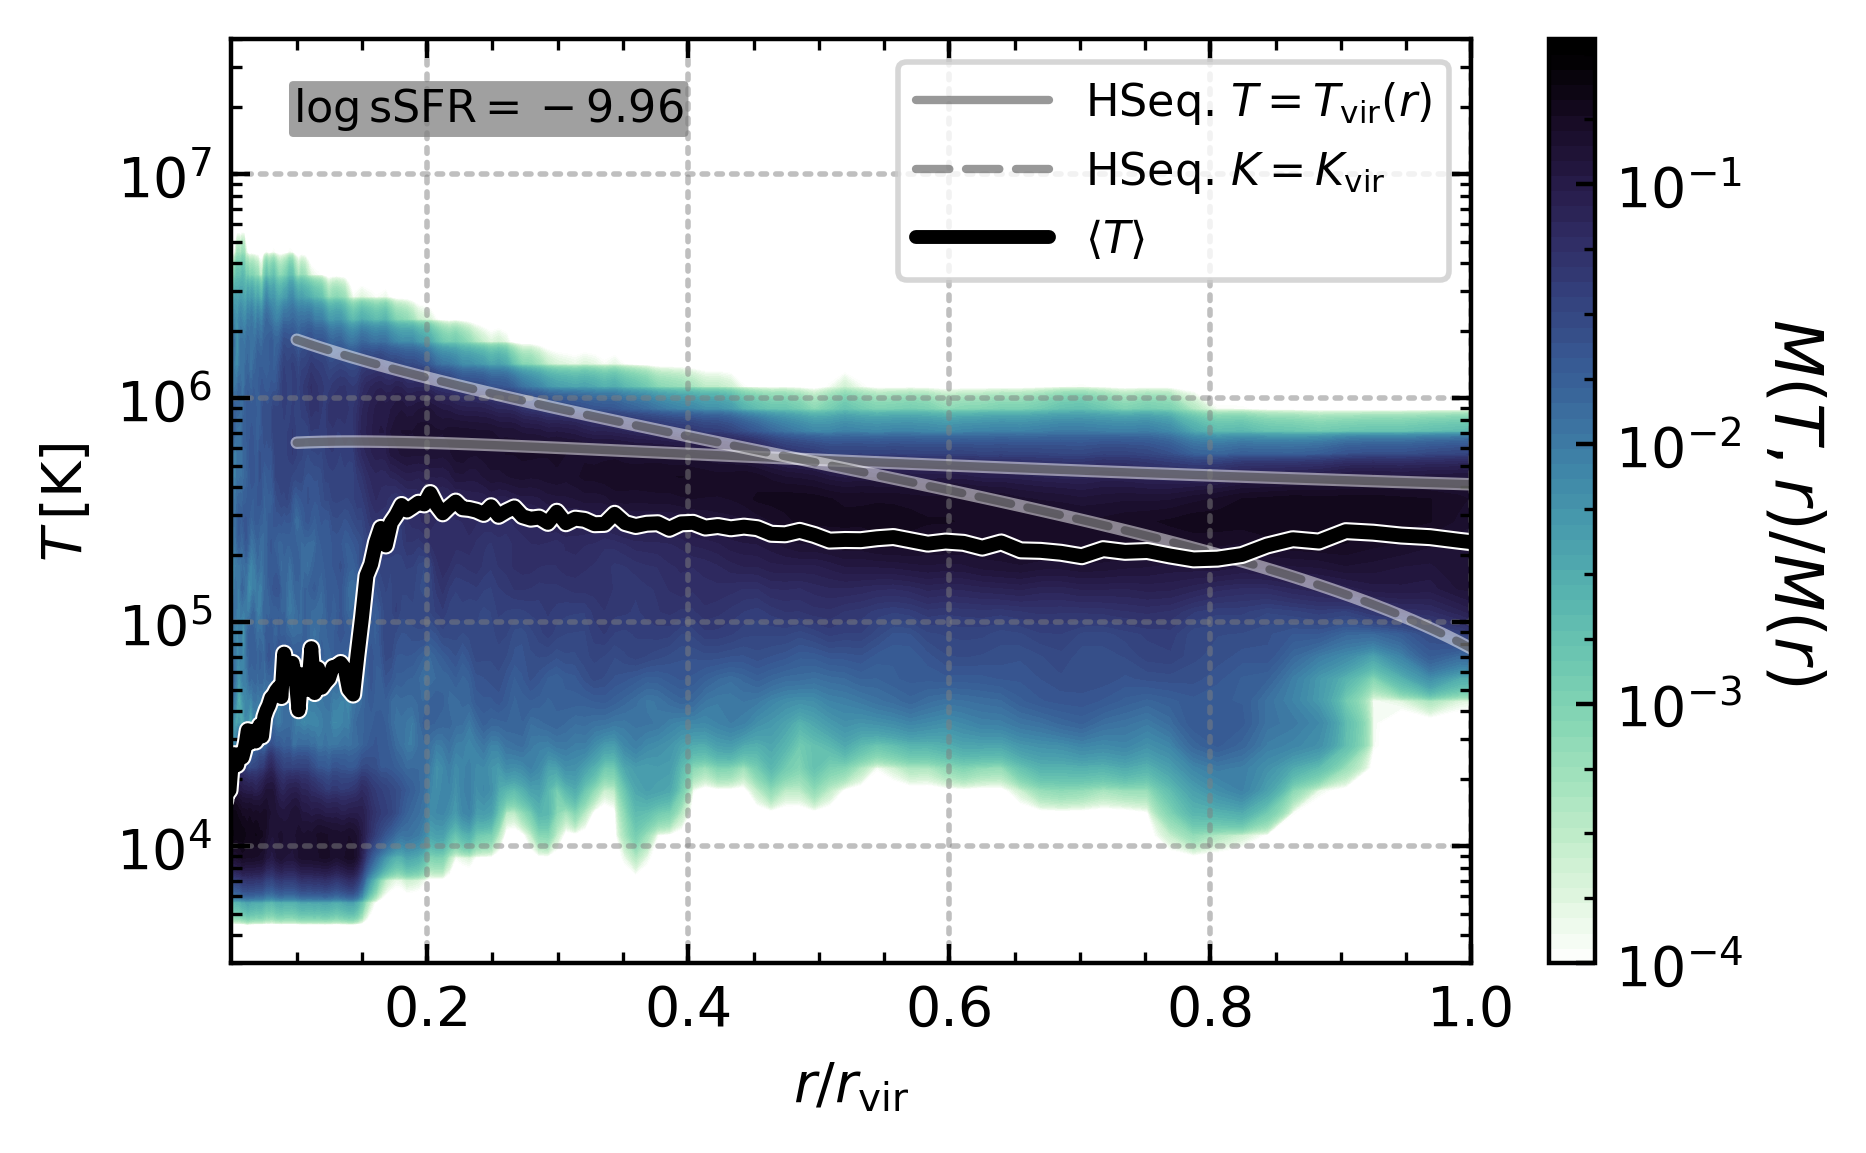 log sSFR = −9.96
HSeq. T = T_vir(r)
HSeq. K = K_vir
⟨T⟩
10^7
10^6
10^5
10^4
T [K]
0.2 0.4 0.6 0.8 1.0
r/r_vir
10^−1
10^−2
10^−3
10^−4
M(T, r)/M(r)